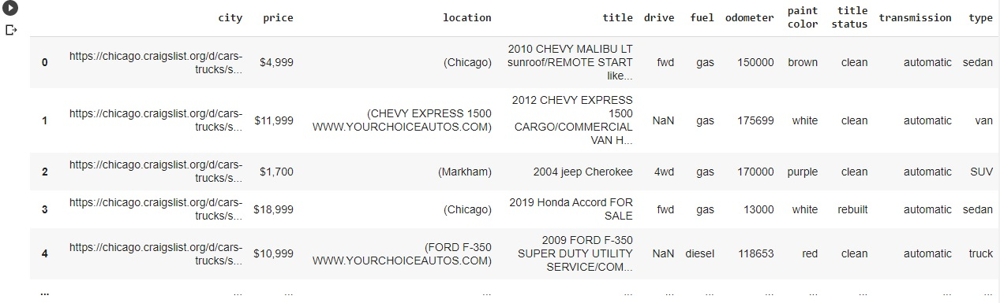 city price location title drive fuel odometer paint color title status transmission type
0 https://chicago.craigslist.org/d/cars-trucks/s... $4,999 (Chicago) 2010 CHEVY MALIBU LT sunroof/REMOTE START like... fwd gas 150000 brown clean automatic sedan
1 https://chicago.craigslist.org/d/cars-trucks/s... $11,999 (CHEVY EXPRESS 1500 WWW.YOURCHOICEAUTOS.COM) 2012 CHEVY EXPRESS 1500 CARGO/COMMERCIAL VAN H... NaN gas 175699 white clean automatic van
2 https://chicago.craigslist.org/d/cars-trucks/s... $1,700 (Markham) 2004 jeep Cherokee 4wd gas 170000 purple clean automatic SUV
3 https://chicago.craigslist.org/d/cars-trucks/s... $18,999 (Chicago) 2019 Honda Accord FOR SALE fwd gas 13000 white rebuilt automatic sedan
4 https://chicago.craigslist.org/d/cars-trucks/s... $10,999 (FORD F-350 WWW.YOURCHOICEAUTOS.COM) 2009 FORD F-350 SUPER DUTY UTILITY SERVICE/COM... NaN diesel 118653 red clean automatic truck
... ... ... ... ... ... ... ... ... ... ... ...